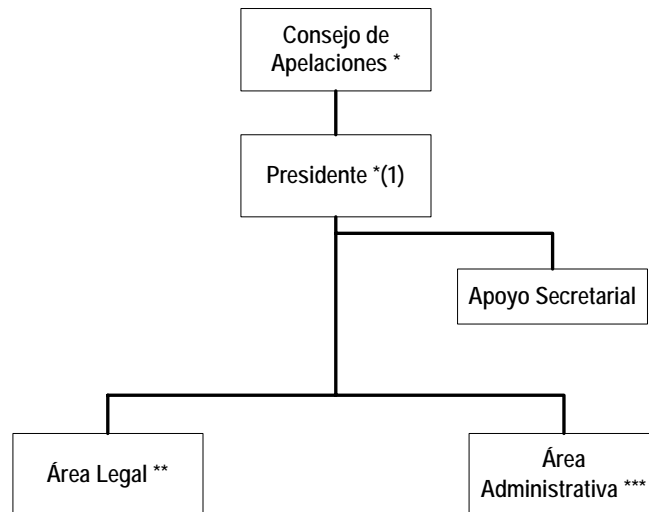 Consejo de
Apelaciones *
Presidente *(1)
Apoyo Secretarial
Área Legal **
Área
Administrativa ***